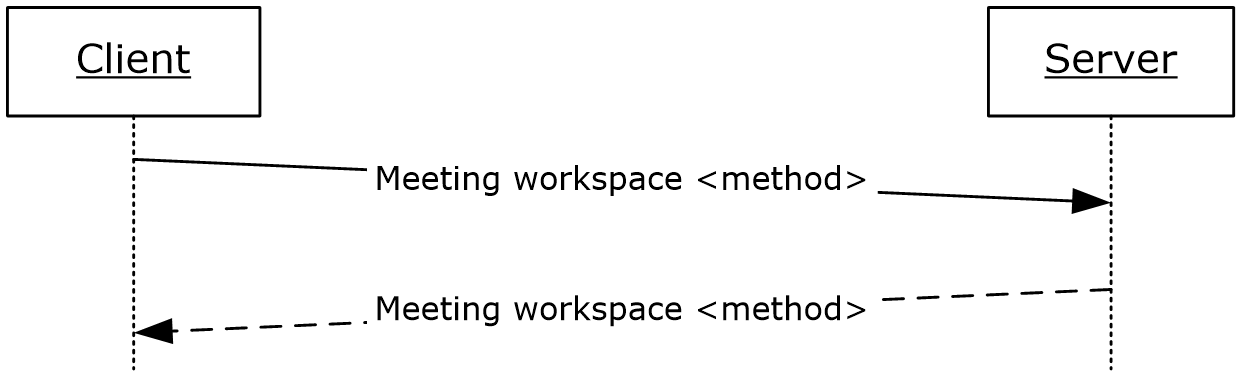 Client
Server
Meeting workspace <method>
Meeting workspace <method>